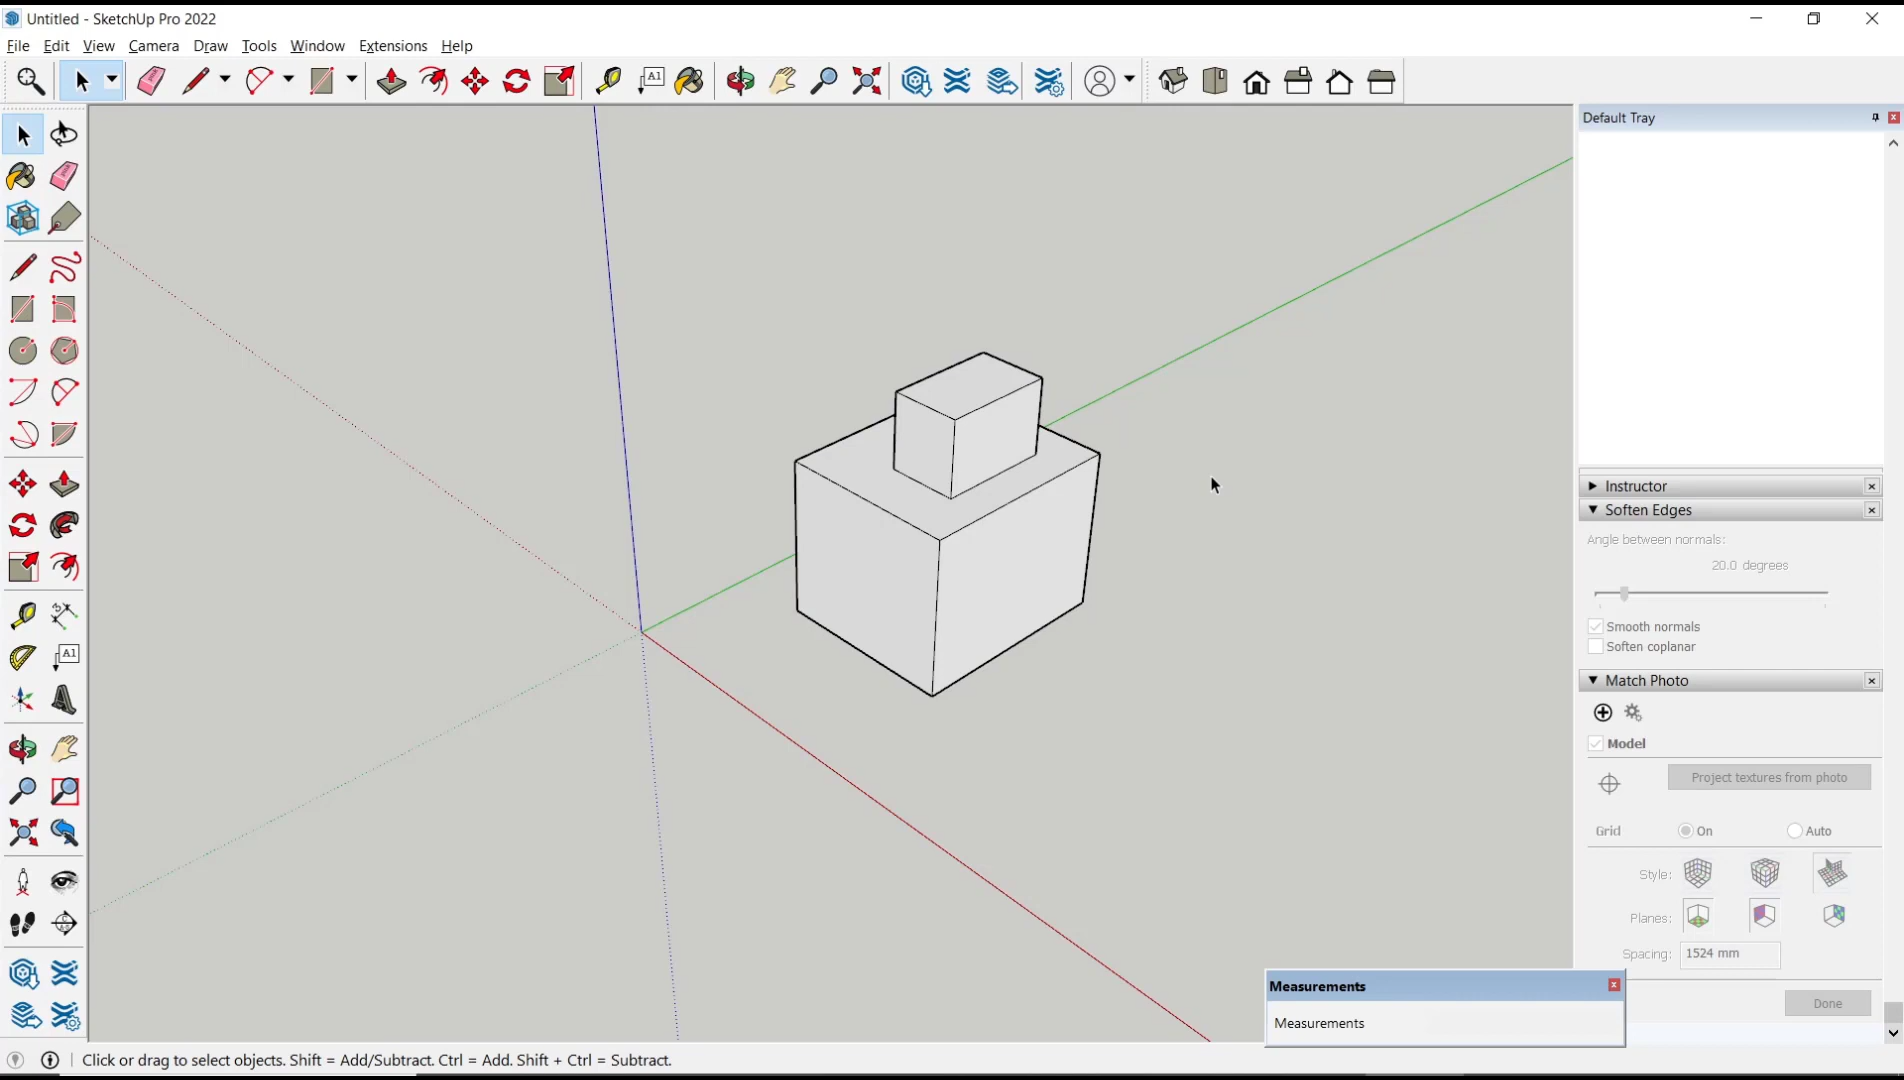 Untitled - SketchUp Pro 2022
File Edit View Camera Draw Tools Window Extensions Help
A1
Default Tray
Instructor
Soften Edges
Angle between normals:
20.0 degrees
Smooth normals
Soften coplanar
A1
Match Photo
Model
Project textures from photo
Grid On Auto
Style:
Planes:
Spacing: 1524 mm
Measurements
Done
Measurements
Click or drag to select objects. Shift = Add/Subtract. Ctrl = Add. Shift + Ctrl = Subtract.